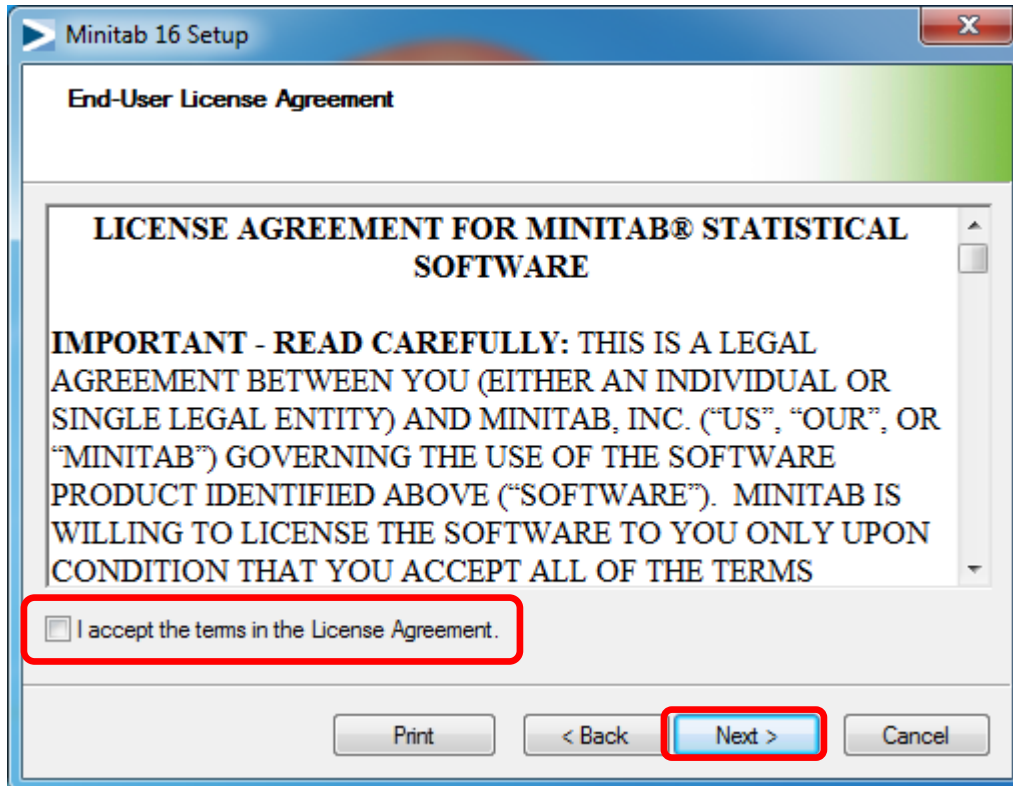 Minitab 16 Setup
End-User License Agreement
LICENSE AGREEMENT FOR MINITAB® STATISTICAL
SOFTWARE
IMPORTANT - READ CAREFULLY: THIS IS A LEGAL
AGREEMENT BETWEEN YOU (EITHER AN INDIVIDUAL OR
SINGLE LEGAL ENTITY) AND MINITAB, INC. (“US”, “OUR”, OR
“MINITAB”) GOVERNING THE USE OF THE SOFTWARE
PRODUCT IDENTIFIED ABOVE (“SOFTWARE”).  MINITAB IS
WILLING TO LICENSE THE SOFTWARE TO YOU ONLY UPON
CONDITION THAT YOU ACCEPT ALL OF THE TERMS
I accept the terms in the License Agreement.
Print < Back Next > Cancel